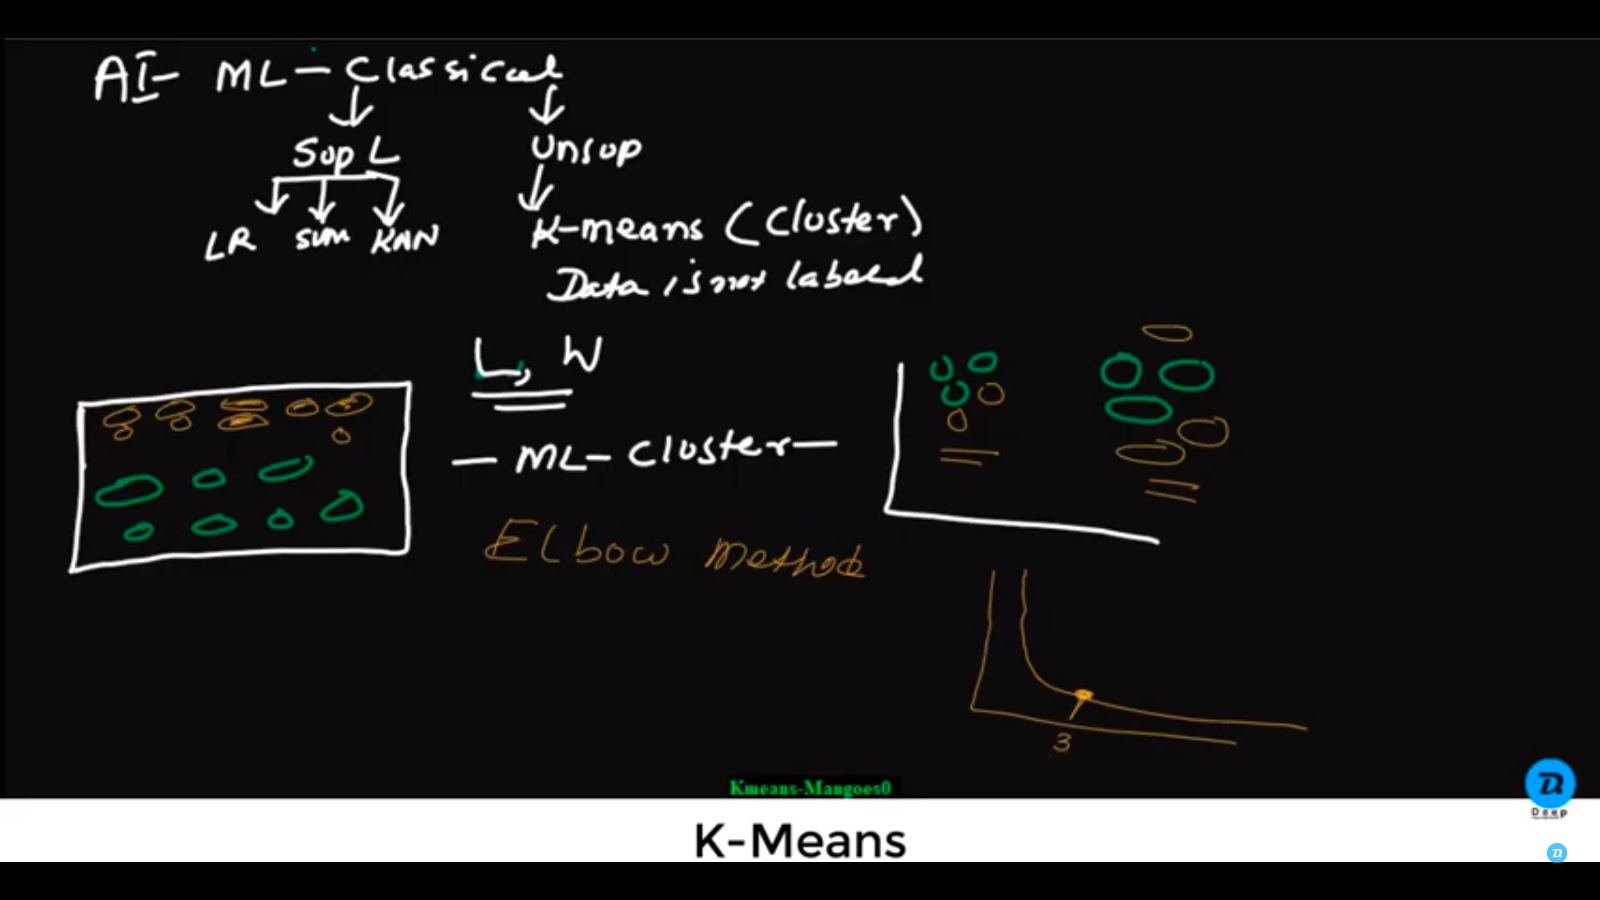 AI- ML- Classical
Sup L
Unsup
LR SVM KNN
K-means (Cluster)
Data is not labeled
L, W
- ML- Cluster-
Elbow Method
3
Kmeans-Mangoes0
Deep
K-Means